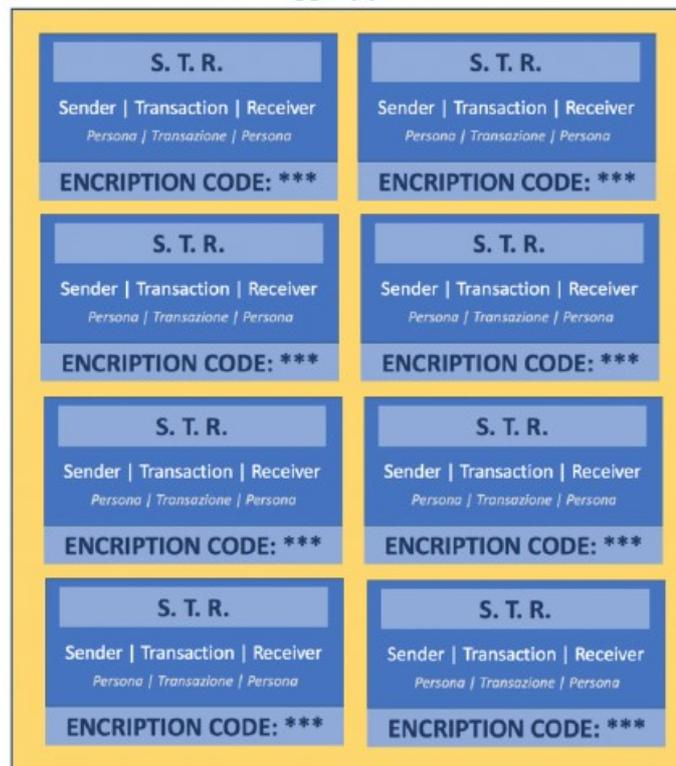 S. T. R.
Sender | Transaction | Receiver
Persona | Transazione | Persona
ENCRIPTION CODE: ***
S. T. R.
Sender | Transaction | Receiver
Persona | Transazione | Persona
ENCRIPTION CODE: ***
S. T. R.
Sender | Transaction | Receiver
Persona | Transazione | Persona
ENCRIPTION CODE: ***
S. T. R.
Sender | Transaction | Receiver
Persona | Transazione | Persona
ENCRIPTION CODE: ***
S. T. R.
Sender | Transaction | Receiver
Persona | Transazione | Persona
ENCRIPTION CODE: ***
S. T. R.
Sender | Transaction | Receiver
Persona | Transazione | Persona
ENCRIPTION CODE: ***
S. T. R.
Sender | Transaction | Receiver
Persona | Transazione | Persona
ENCRIPTION CODE: ***
S. T. R.
Sender | Transaction | Receiver
Persona | Transazione | Persona
ENCRIPTION CODE: ***